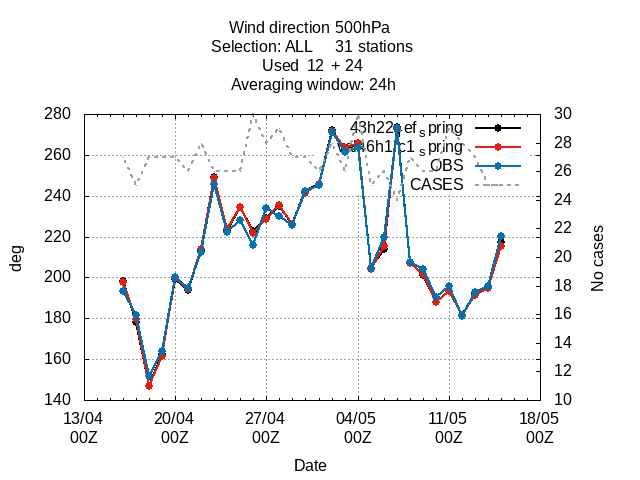 Wind direction 500hPa
Selection: ALL 31 stations
Used 12 + 24
Averaging window: 24h
280
260
240
220
200
180
160
140
30
28
26
24
22
20
18
16
14
12
10
pring
pring
OBS
CASES
deg
No cases
13/04 20/04 27/04 04/05 11/05 18/05
00Z 00Z 00Z 00Z 00Z 00Z
Date